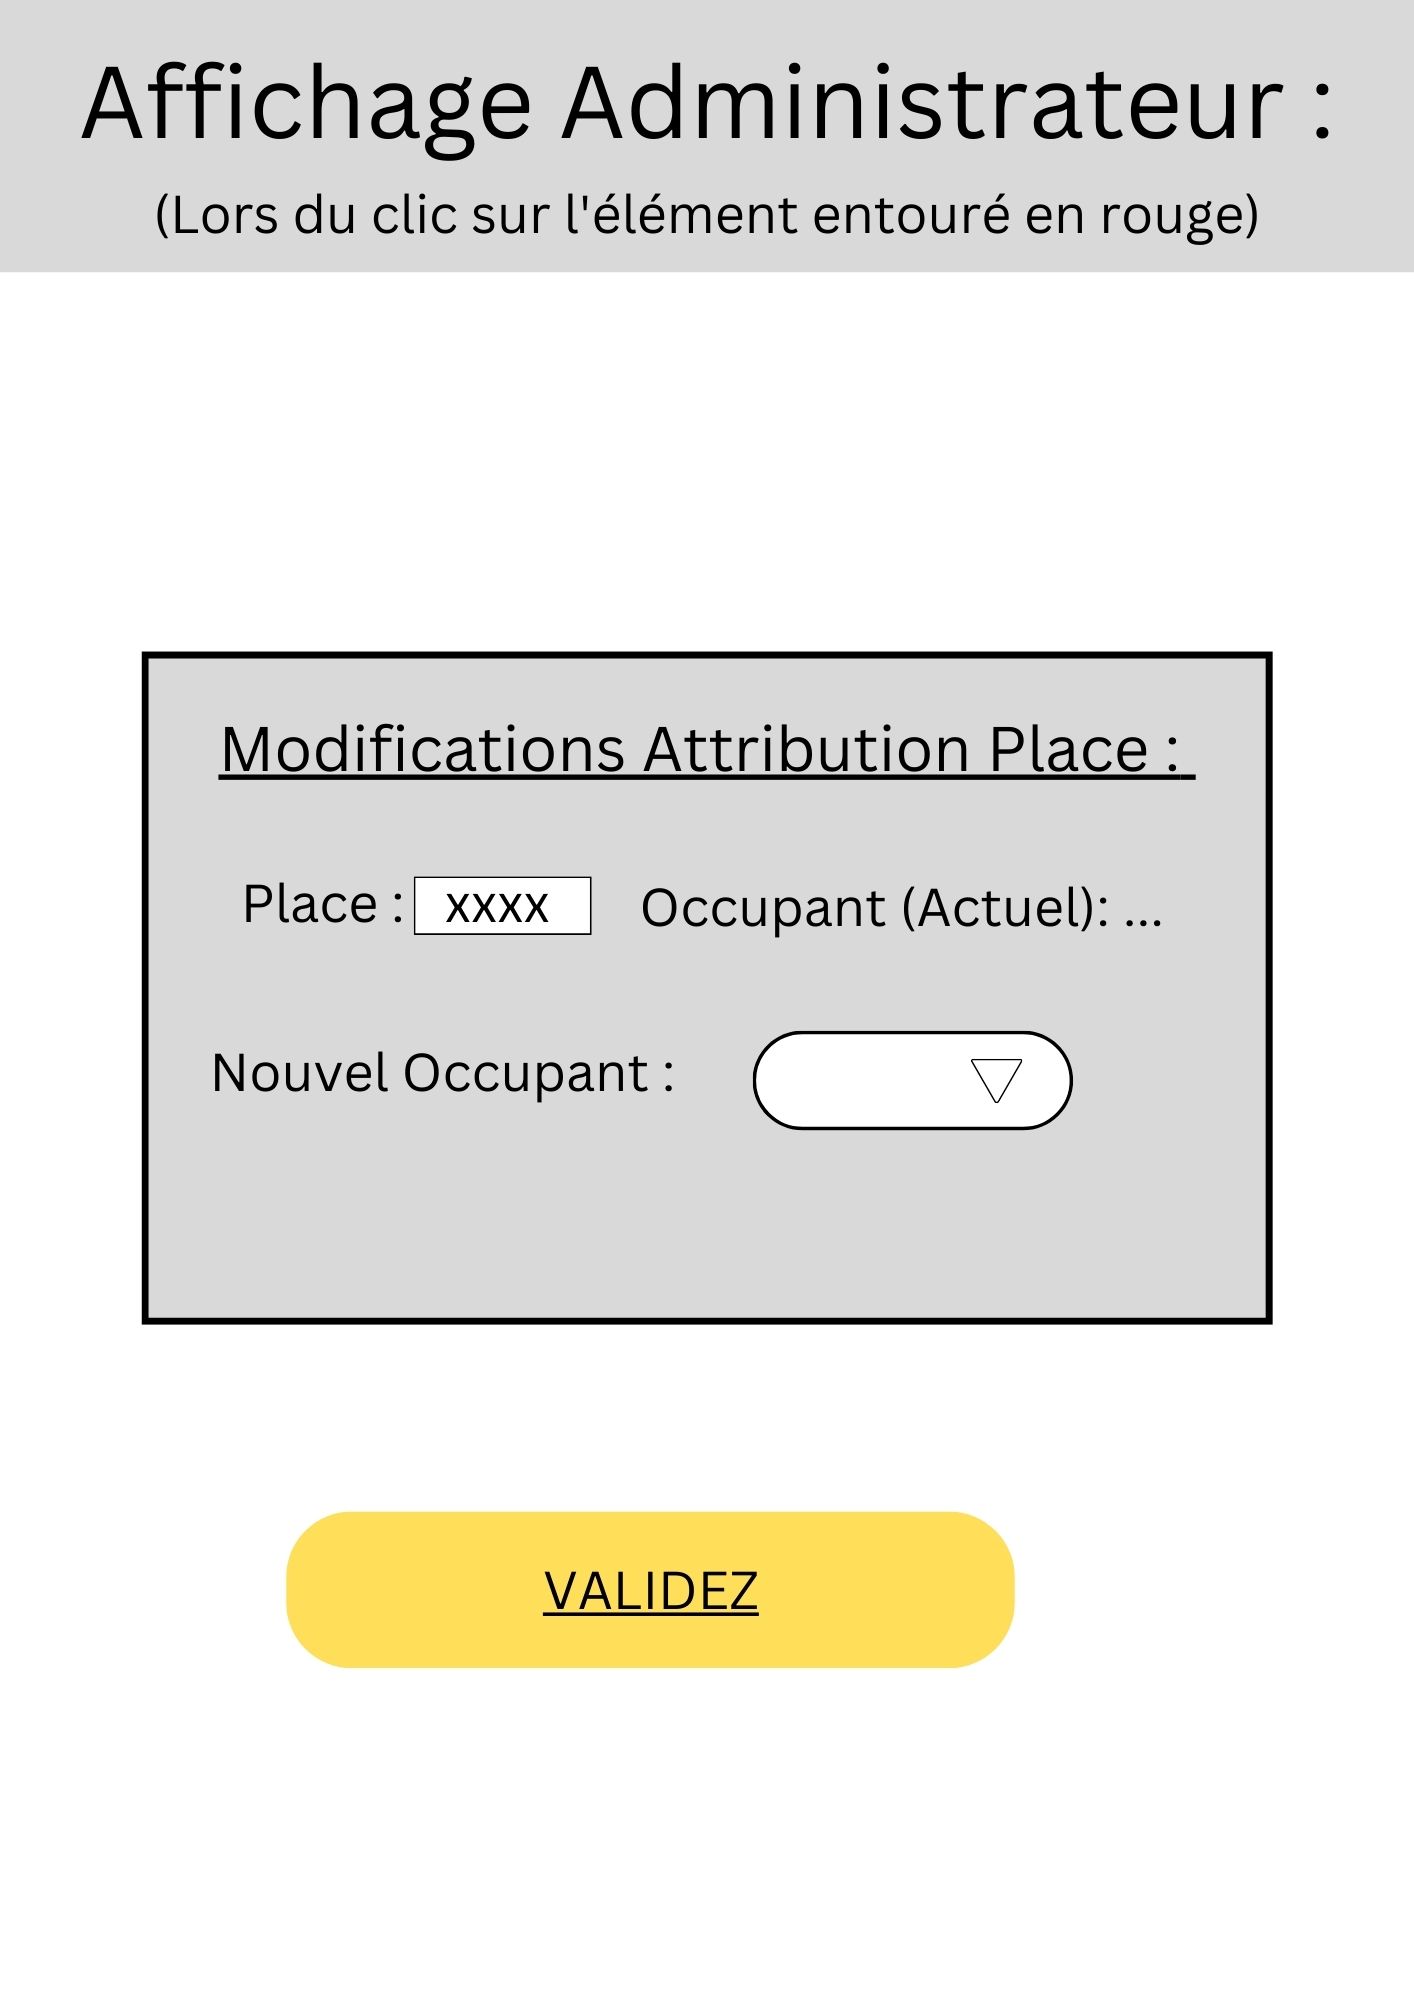 Affichage Administrateur :
(Lors du clic sur l'élément entouré en rouge)
Modifications Attribution Place :
Place : xxxx Occupant (Actuel): ...
Nouvel Occupant :
VALIDEZ